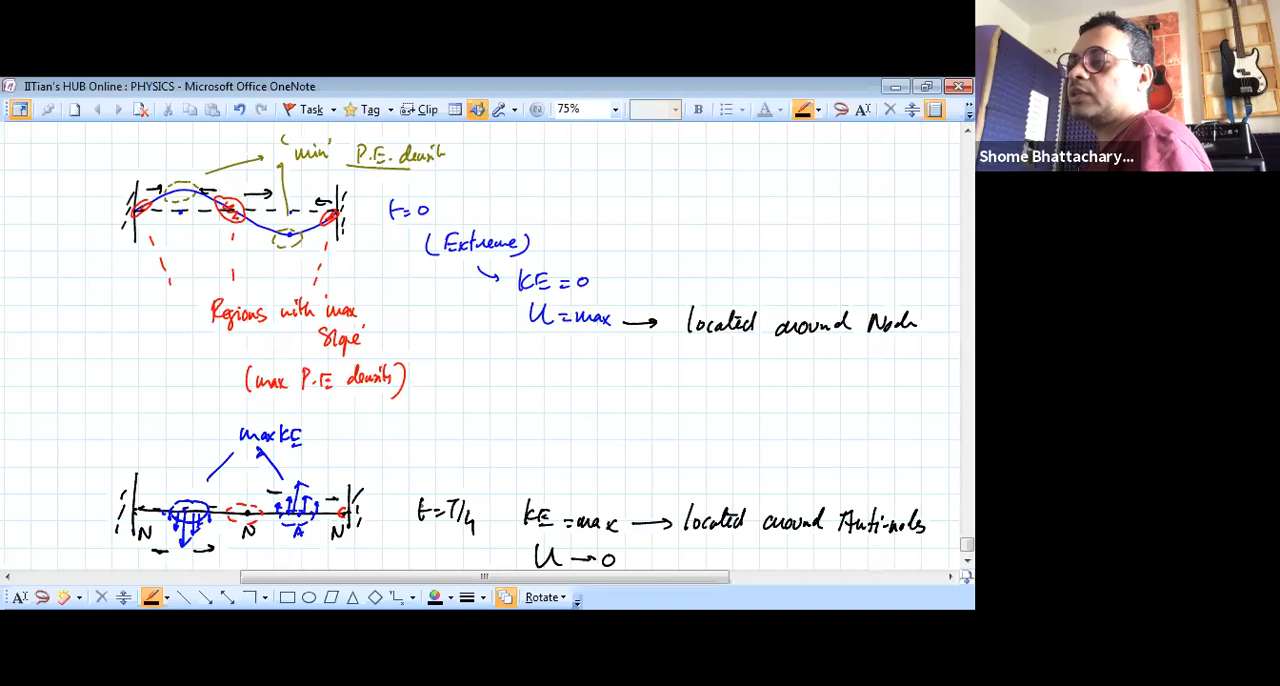 IITian's HUB Online : PHYSICS - Microsoft Office OneNote
Task Tag Clip 75% B A
Shome Bhattachary...
min P.E. densit
t=0
(Extreme)
KE = 0
U = max → located around Node
Regions with max
slope
(max P.E density)
max KE
N N A N
t=T/4
KE = max → located around Anti-nodes
U → 0
Rotate